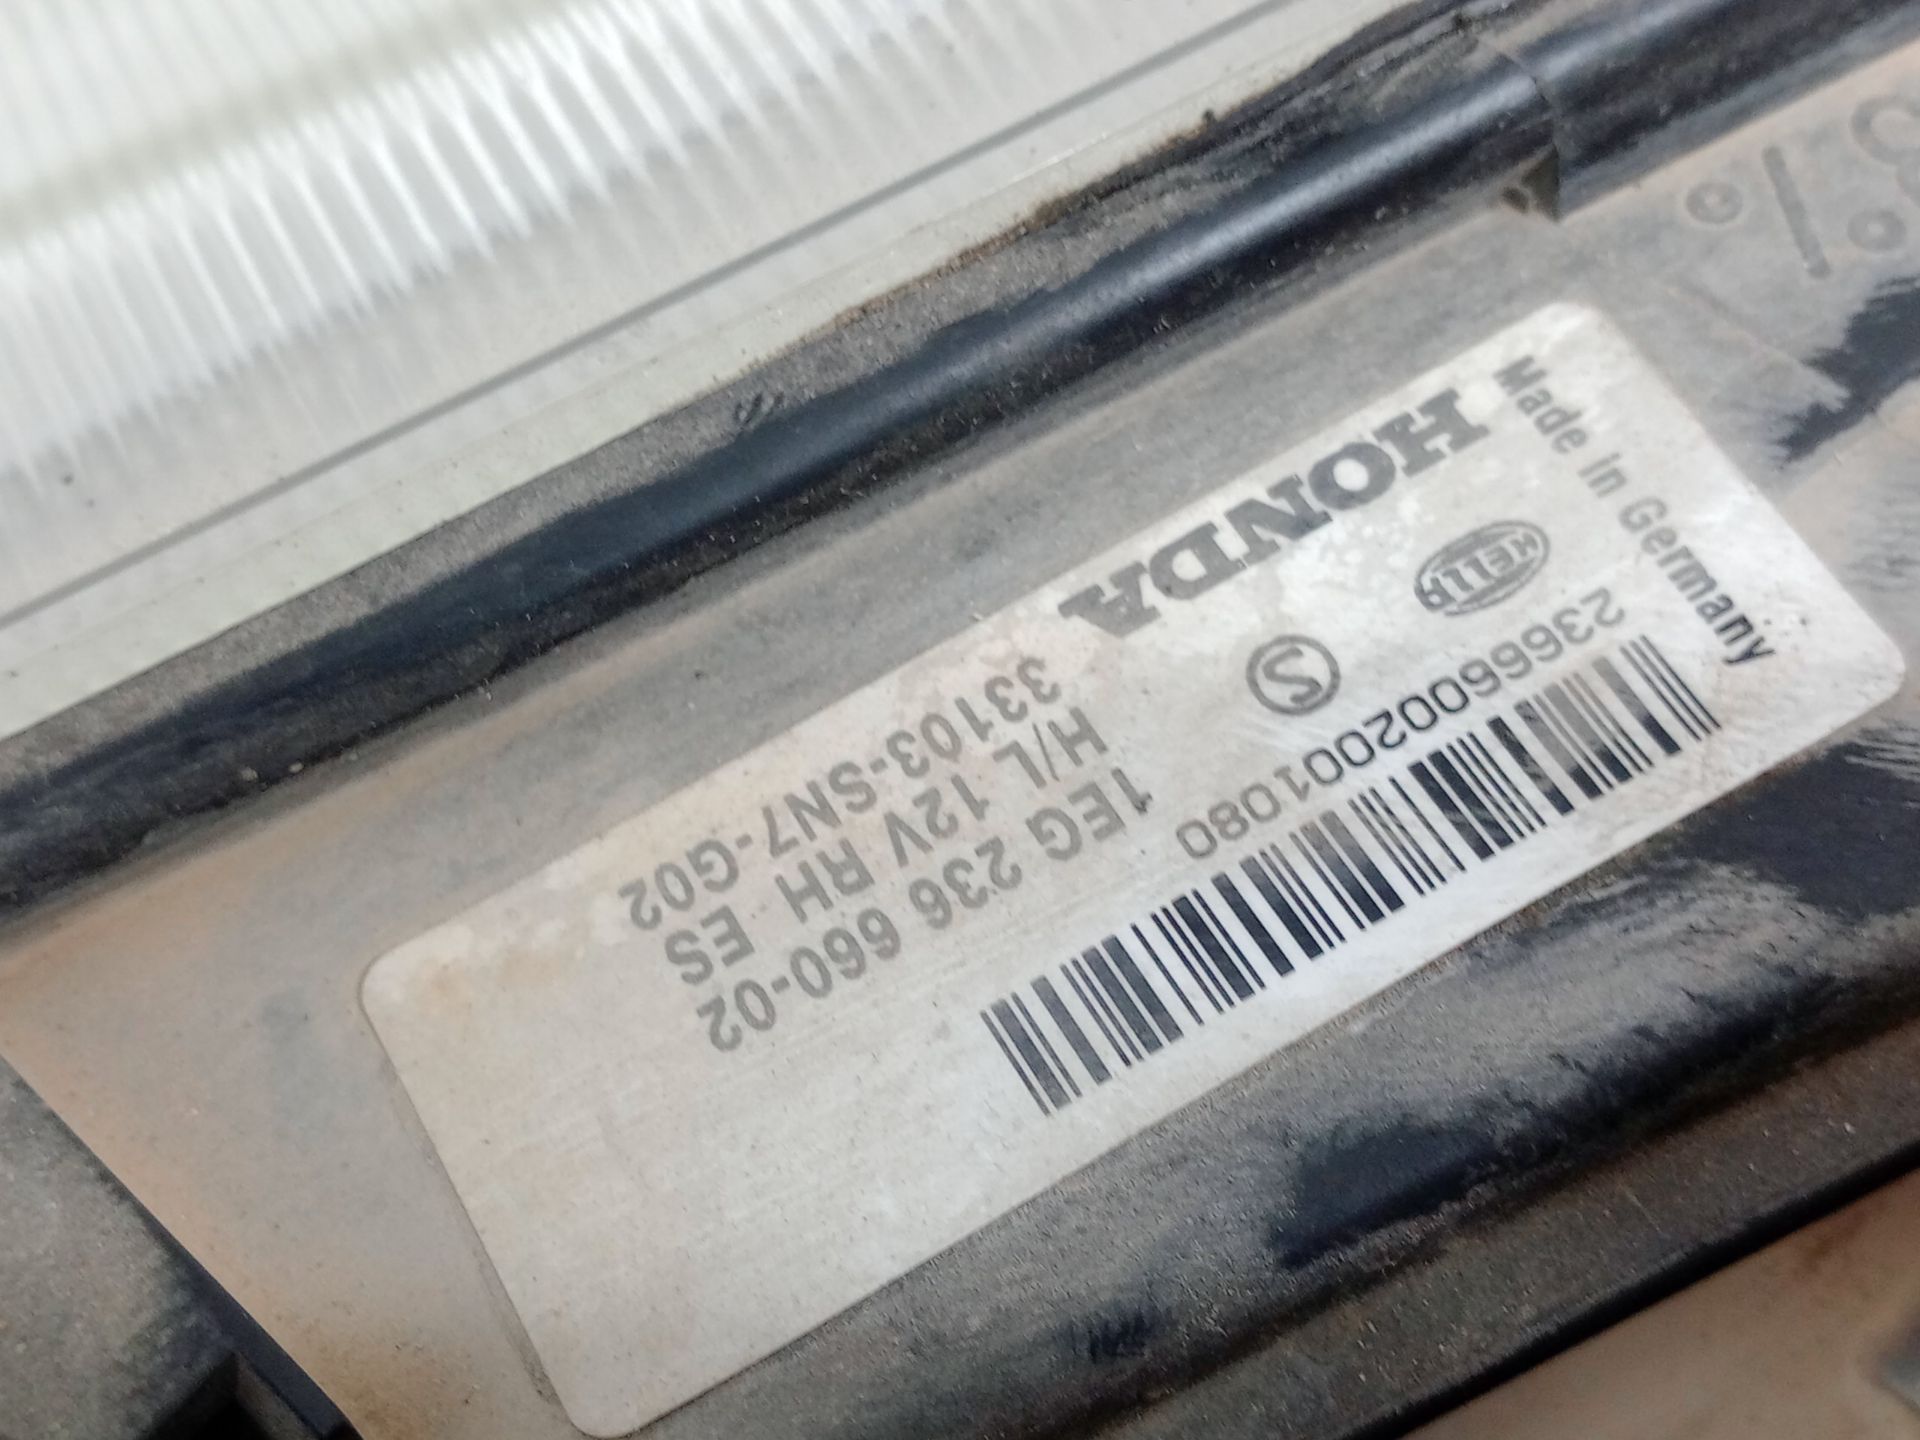 Made in Germany
HONDA
HELLA
S
33103-SN7-G02
H/L 12V RH ES
1EG 236 660-02
23666002001080